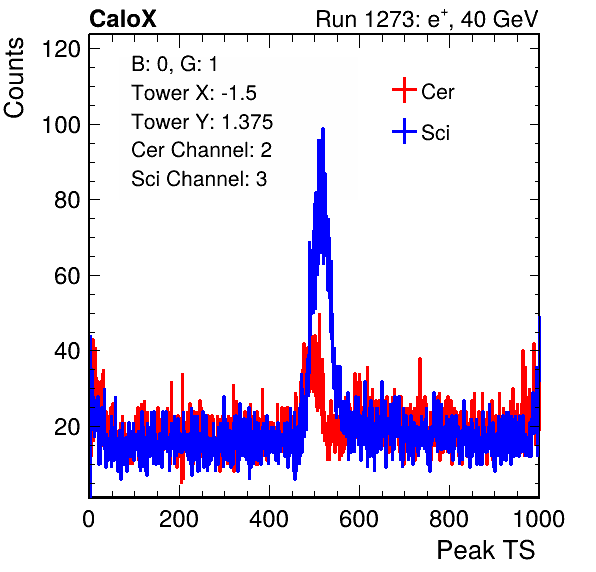 CaloX Run 1273: e+, 40 GeV
Counts
B: 0, G: 1
Tower X: -1.5
Tower Y: 1.375
Cer Channel: 2
Sci Channel: 3
Cer
Sci
120
100
80
60
40
20
0 200 400 600 800 1000
Peak TS